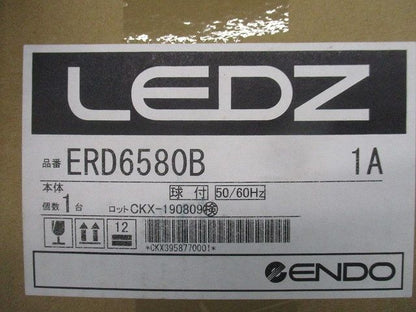 LEDZ
品番 ERD6580B 1A
本体 球付 50/60Hz
個数 1台 ロット CKX-190809 検
12
*CKX3958770001*
ENDO